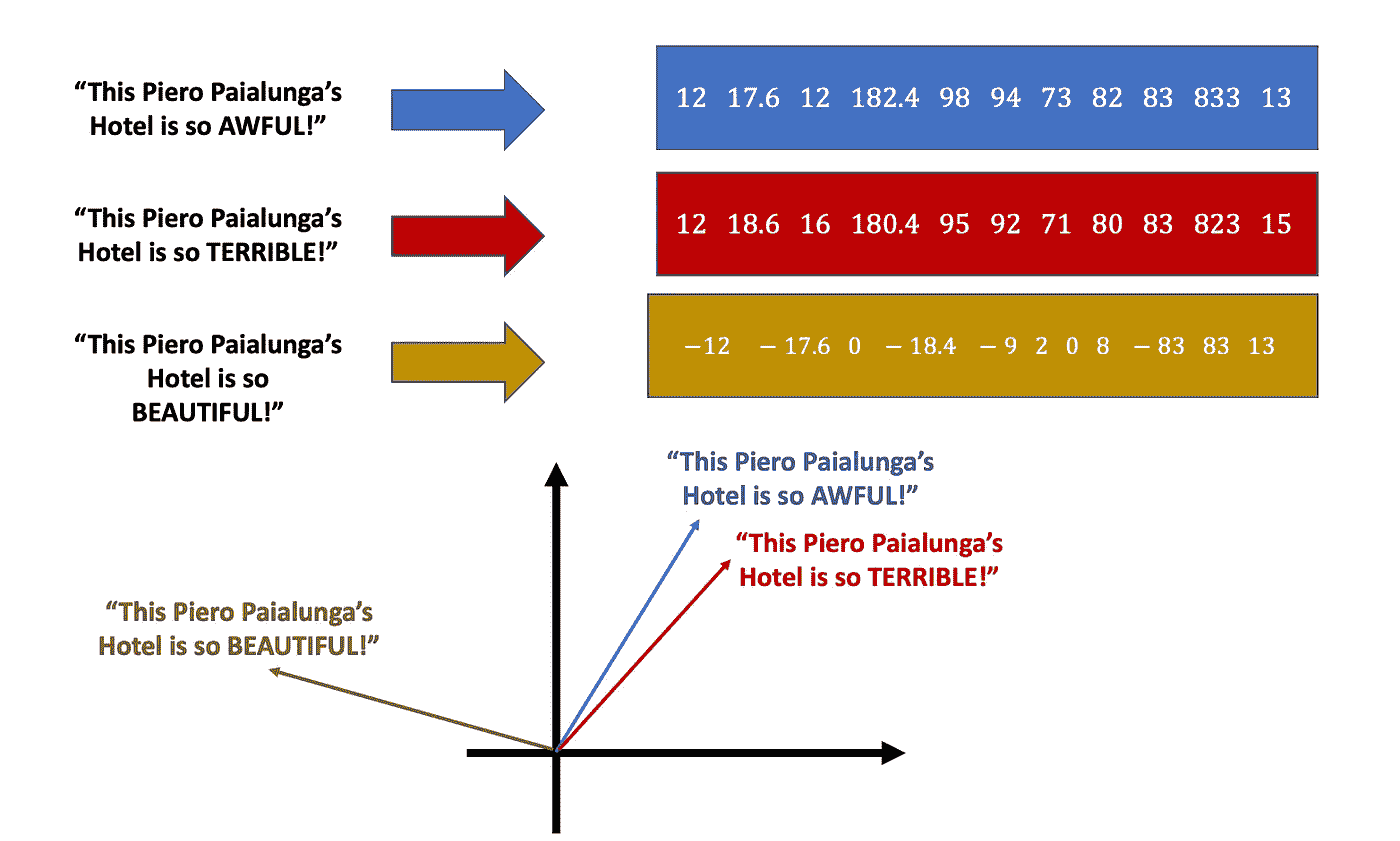 “This Piero Paialunga’s
Hotel is so AWFUL!”
12 17.6 12 182.4 98 94 73 82 83 833 13
“This Piero Paialunga’s
Hotel is so TERRIBLE!”
12 18.6 16 180.4 95 92 71 80 83 823 15
“This Piero Paialunga’s
Hotel is so
BEAUTIFUL!”
−12 − 17.6 0 − 18.4 − 9 2 0 8 − 83 83 13
“This Piero Paialunga’s
Hotel is so AWFUL!”
“This Piero Paialunga’s
Hotel is so TERRIBLE!”
“This Piero Paialunga’s
Hotel is so BEAUTIFUL!”